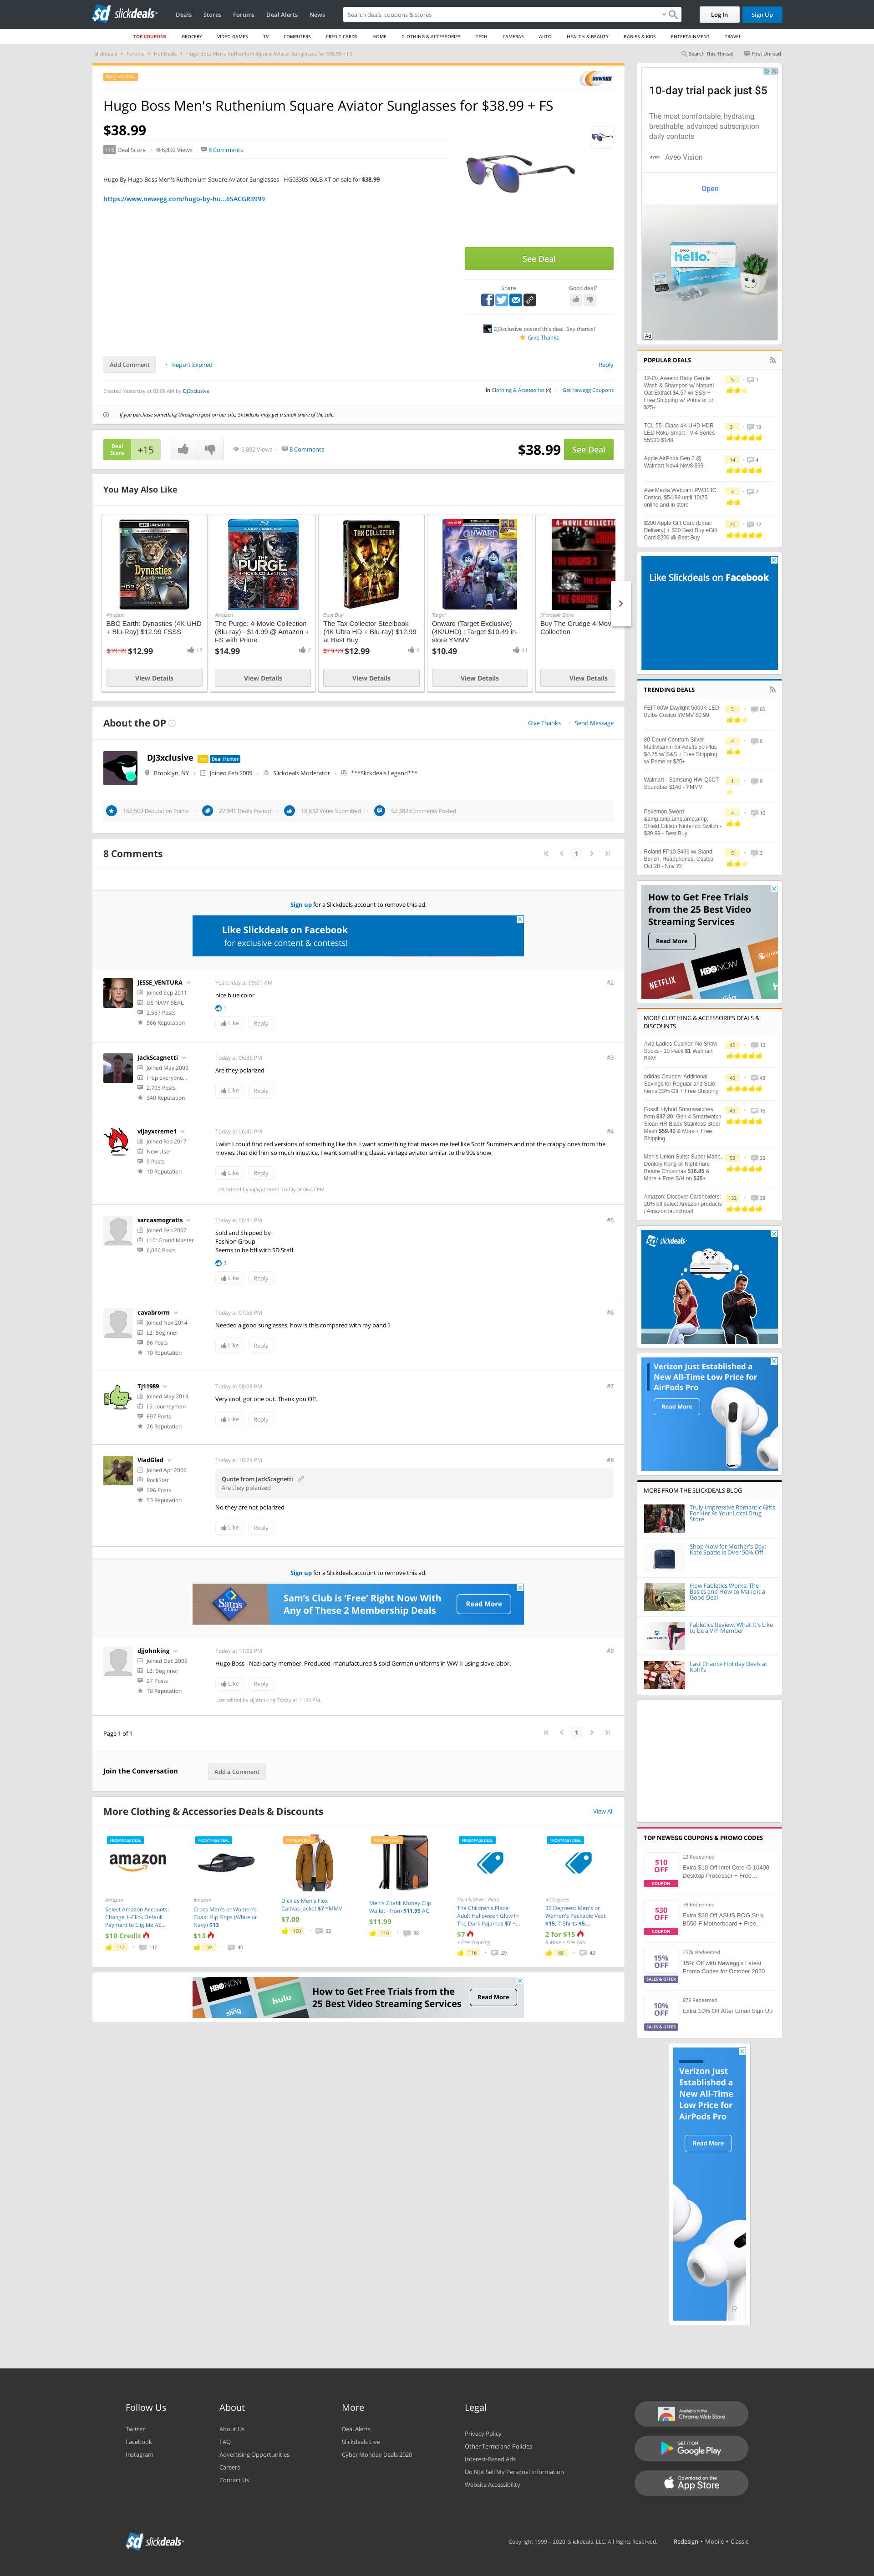 slickdeals
Deals Stores Forums Deal Alerts News
Search deals, coupons & stores
Log In Sign Up
TOP COUPONS GROCERY VIDEO GAMES TV COMPUTERS CREDIT CARDS HOME CLOTHING & ACCESSORIES TECH CAMERAS AUTO HEALTH & BEAUTY BABIES & KIDS ENTERTAINMENT TRAVEL
Slickdeals > Forums > Hot Deals > Hugo Boss Men's Ruthenium Square Aviator Sunglasses for $38.99 + FS
Search This Thread First Unread
POPULAR DEAL
newegg
Hugo Boss Men's Ruthenium Square Aviator Sunglasses for $38.99 + FS
$38.99
+15 Deal Score 6,892 Views 8 Comments
Hugo By Hugo Boss Men's Ruthenium Square Aviator Sunglasses - HG0330S 06LB XT on sale for $38.99
https://www.newegg.com/hugo-by-hu...6SACGR3999
See Deal
Share Good deal?
DJ3xclusive posted this deal. Say thanks!
Give Thanks
Add Comment • Report Expired • Reply
Created Yesterday at 03:08 AM by DJ3xclusive
in Clothing & Accessories (4) • Get Newegg Coupons
If you purchase something through a post on our site, Slickdeals may get a small share of the sale.
Deal Score +15 6,892 Views • 8 Comments $38.99 See Deal
You May Also Like
Amazon
BBC Earth: Dynasties (4K UHD + Blu-Ray) $12.99 FSSS
$39.99 $12.99 13
View Details
Amazon
The Purge: 4-Movie Collection (Blu-ray) - $14.99 @ Amazon + FS with Prime
$14.99 2
View Details
Best Buy
The Tax Collector Steelbook (4K Ultra HD + Blu-ray) $12.99 at Best Buy
$19.99 $12.99 6
View Details
Target
Onward (Target Exclusive) (4K/UHD) : Target $10.49 in-store YMMV
$10.49 41
View Details
Microsoft Store
Buy The Grudge 4-Mov
Collection
View Details
About the OP
Give Thanks • Send Message
DJ3xclusive Pro Deal Hunter
Brooklyn, NY • Joined Feb 2009 • Slickdeals Moderator • ***Slickdeals Legend***
162,503 Reputation Points • 27,941 Deals Posted • 18,832 Votes Submitted • 52,382 Comments Posted
8 Comments
1
Sign up for a Slickdeals account to remove this ad.
Like Slickdeals on Facebook
for exclusive content & contests!
JESSE_VENTURA
Joined Sep 2011
US NAVY SEAL
2,567 Posts
566 Reputation
Yesterday at 09:01 AM #2
nice blue color
1
Like Reply
JackScagnetti
Joined May 2009
I rep everyone...
2,705 Posts
340 Reputation
Today at 06:36 PM #3
Are they polarized
Like Reply
vijayxtreme1
Joined Feb 2017
New User
9 Posts
10 Reputation
Today at 06:40 PM #4
I wish I could find red versions of something like this. I want something that makes me feel like Scott Summers and not the crappy ones from the
movies that did him so much injustice, I want something classic vintage aviator similar to the 90s show.
Like Reply
Last edited by vijayxtreme1 Today at 06:47 PM.
sarcasmogratis
Joined Feb 2007
L10: Grand Master
6,030 Posts
Today at 06:41 PM #5
Sold and Shipped by
Fashion Group
Seems to be bff with SD Staff
3
Like Reply
cavabrorm
Joined Nov 2014
L2: Beginner
86 Posts
10 Reputation
Today at 07:53 PM #6
Needed a good sunglasses, how is this compared with ray band
Like Reply
Tj11989
Joined May 2019
L5: Journeyman
697 Posts
26 Reputation
Today at 08:08 PM #7
Very cool, got one out. Thank you OP.
Like Reply
VladGlad
Joined Apr 2006
RockStar
296 Posts
53 Reputation
Today at 10:24 PM #8
Quote from JackScagnetti
Are they polarized
No they are not polarized
Like Reply
Sign up for a Slickdeals account to remove this ad.
Sam's Club is 'Free' Right Now With
Any of These 2 Membership Deals
Read More
djjohnking
Joined Dec 2009
L2: Beginner
27 Posts
18 Reputation
Today at 11:02 PM #9
Hugo Boss - Nazi party member. Produced, manufactured & sold German uniforms in WW II using slave labor.
Like Reply
Last edited by djjohnking Today at 11:04 PM.
Page 1 of 1
1
Join the Conversation Add a Comment
More Clothing & Accessories Deals & Discounts
View All
FRONTPAGE DEAL
amazon
Amazon
Select Amazon Accounts: Change 1-Click Default Payment to Eligible AE...
$10 Credit
112 • 112
FRONTPAGE DEAL
Amazon
Crocs Men's or Women's Coast Flip Flops (White or Navy) $13
$13
59 • 40
POPULAR DEAL
Dickies Men's Flex Canvas Jacket $7 YMMV
$7.00
160 • 63
POPULAR DEAL
Men's Zitahli Money Clip Wallet - from $11.99 AC
$11.99
110 • 38
FRONTPAGE DEAL
The Children's Place
The Children's Place: Adult Halloween Glow In The Dark Pajamas $7 +...
$7
+ Free Shipping
116 • 29
FRONTPAGE DEAL
32 Degrees
32 Degrees: Men's or Women's Packable Vest $15, T-Shirts $5...
2 for $15
& More + Free S&H
88 • 42
hulu sling
How to Get Free Trials from the
25 Best Video Streaming Services
Read More
10-day trial pack just $5
The most comfortable, hydrating,
breathable, advanced subscription
daily contacts
Aveo Vision
Open
hello.
Ad
POPULAR DEALS
12-Oz Aveeno Baby Gentle Wash & Shampoo w/ Natural Oat Extract $4.57 w/ S&S + Free Shipping w/ Prime or on $25+
5 • 1
TCL 55" Class 4K UHD HDR LED Roku Smart TV 4 Series 55S20 $148
31 • 19
Apple AirPods Gen 2 @ Walmart Nov4-Nov8 $99
14 • 4
AverMedia Webcam PW313C, Costco, $54.99 until 10/25 online and in store
4 • 7
$200 Apple Gift Card (Email Delivery) + $20 Best Buy eGift Card $200 @ Best Buy
20 • 12
Like Slickdeals on Facebook
TRENDING DEALS
FEIT 60W Daylight 5000K LED Bulbs Costco YMMV $0.99
5 • 60
80-Count Centrum Silver Multivitamin for Adults 50 Plus $4.75 w/ S&S + Free Shipping w/ Prime or $25+
4 • 6
Walmart - Samsung HW-Q6CT Soundbar $140 - YMMV
1 • 9
Pokémon Sword &amp;amp;amp;amp;amp; Shield Edition Nintendo Switch - $39.99 - Best Buy
4 • 10
Roland FP10 $499 w/ Stand, Bench, Headphones, Costco Oct 28 - Nov 22
5 • 3
How to Get Free Trials
from the 25 Best Video
Streaming Services
Read More
NETFLIX HBO NOW
MORE CLOTHING & ACCESSORIES DEALS & DISCOUNTS
Avia Ladies Cushion No Show Socks - 10 Pack $1 Walmart B&M
45 • 12
adidas Coupon: Additional Savings for Regular and Sale Items 33% Off + Free Shipping
49 • 43
Fossil: Hybrid Smartwatches from $37.20, Gen 4 Smartwatch Sloan HR Black Stainless Steel Mesh $59.40 & More + Free Shipping
49 • 16
Men's Union Suits: Super Mario, Donkey Kong or Nightmare Before Christmas $16.85 & More + Free S/H on $35+
53 • 32
Amazon: Discover Cardholders: 20% off select Amazon products / Amazon launchpad
132 • 38
slickdeals
Verizon Just Established a
New All-Time Low Price for
AirPods Pro
Read More
MORE FROM THE SLICKDEALS BLOG
Truly Impressive Romantic Gifts For Her At Your Local Drug Store
Shop Now for Mother's Day: Kate Spade Is Over 50% Off
How Fabletics Works: The Basics and How to Make it a Good Deal
Fabletics Review: What It's Like to be a VIP Member
Last Chance Holiday Deals at Kohl's
TOP NEWEGG COUPONS & PROMO CODES
$10 OFF COUPON
22 Redeemed
Extra $10 Off Intel Core i5-10400 Desktop Processor + Free...
$30 OFF COUPON
38 Redeemed
Extra $30 Off ASUS ROG Strix B550-F Motherboard + Free...
15% OFF SALES & OFFER
257k Redeemed
15% Off with Newegg's Latest Promo Codes for October 2020
10% OFF SALES & OFFER
878 Redeemed
Extra 10% Off After Email Sign Up
Verizon Just
Established a
New All-Time
Low Price for
AirPods Pro
Read More
Follow Us
Twitter
Facebook
Instagram
About
About Us
FAQ
Advertising Opportunities
Careers
Contact Us
More
Deal Alerts
Slickdeals Live
Cyber Monday Deals 2020
Legal
Privacy Policy
Other Terms and Policies
Interest-Based Ads
Do Not Sell My Personal Information
Website Accessibility
Available in the Chrome Web Store
GET IT ON Google Play
Download on the App Store
slickdeals
Copyright 1999 – 2020. Slickdeals, LLC. All Rights Reserved. Redesign • Mobile • Classic